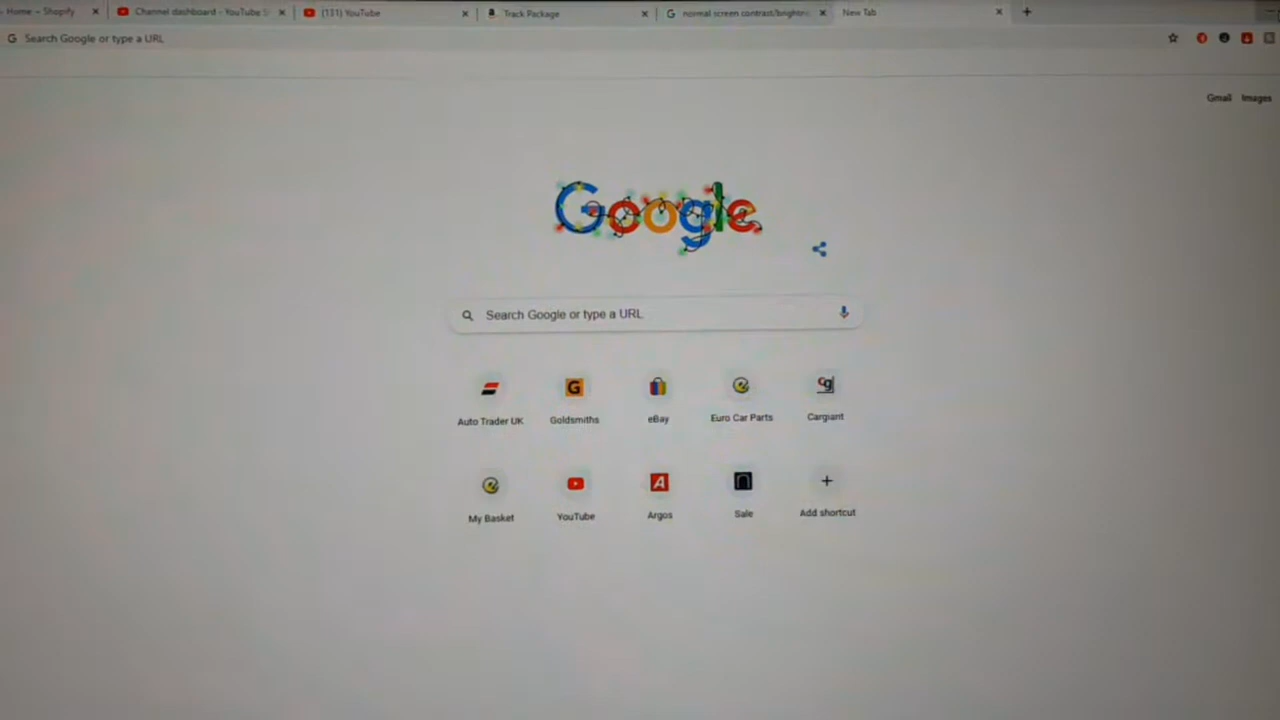 Home – Shopify
Channel dashboard - YouTube S
(131) YouTube
Track Package
normal screen contrast/brightne
New Tab
Search Google or type a URL
Gmail Images
Google
Search Google or type a URL
Auto Trader UK Goldsmiths eBay Euro Car Parts Cargiant
My Basket YouTube Argos Sale Add shortcut